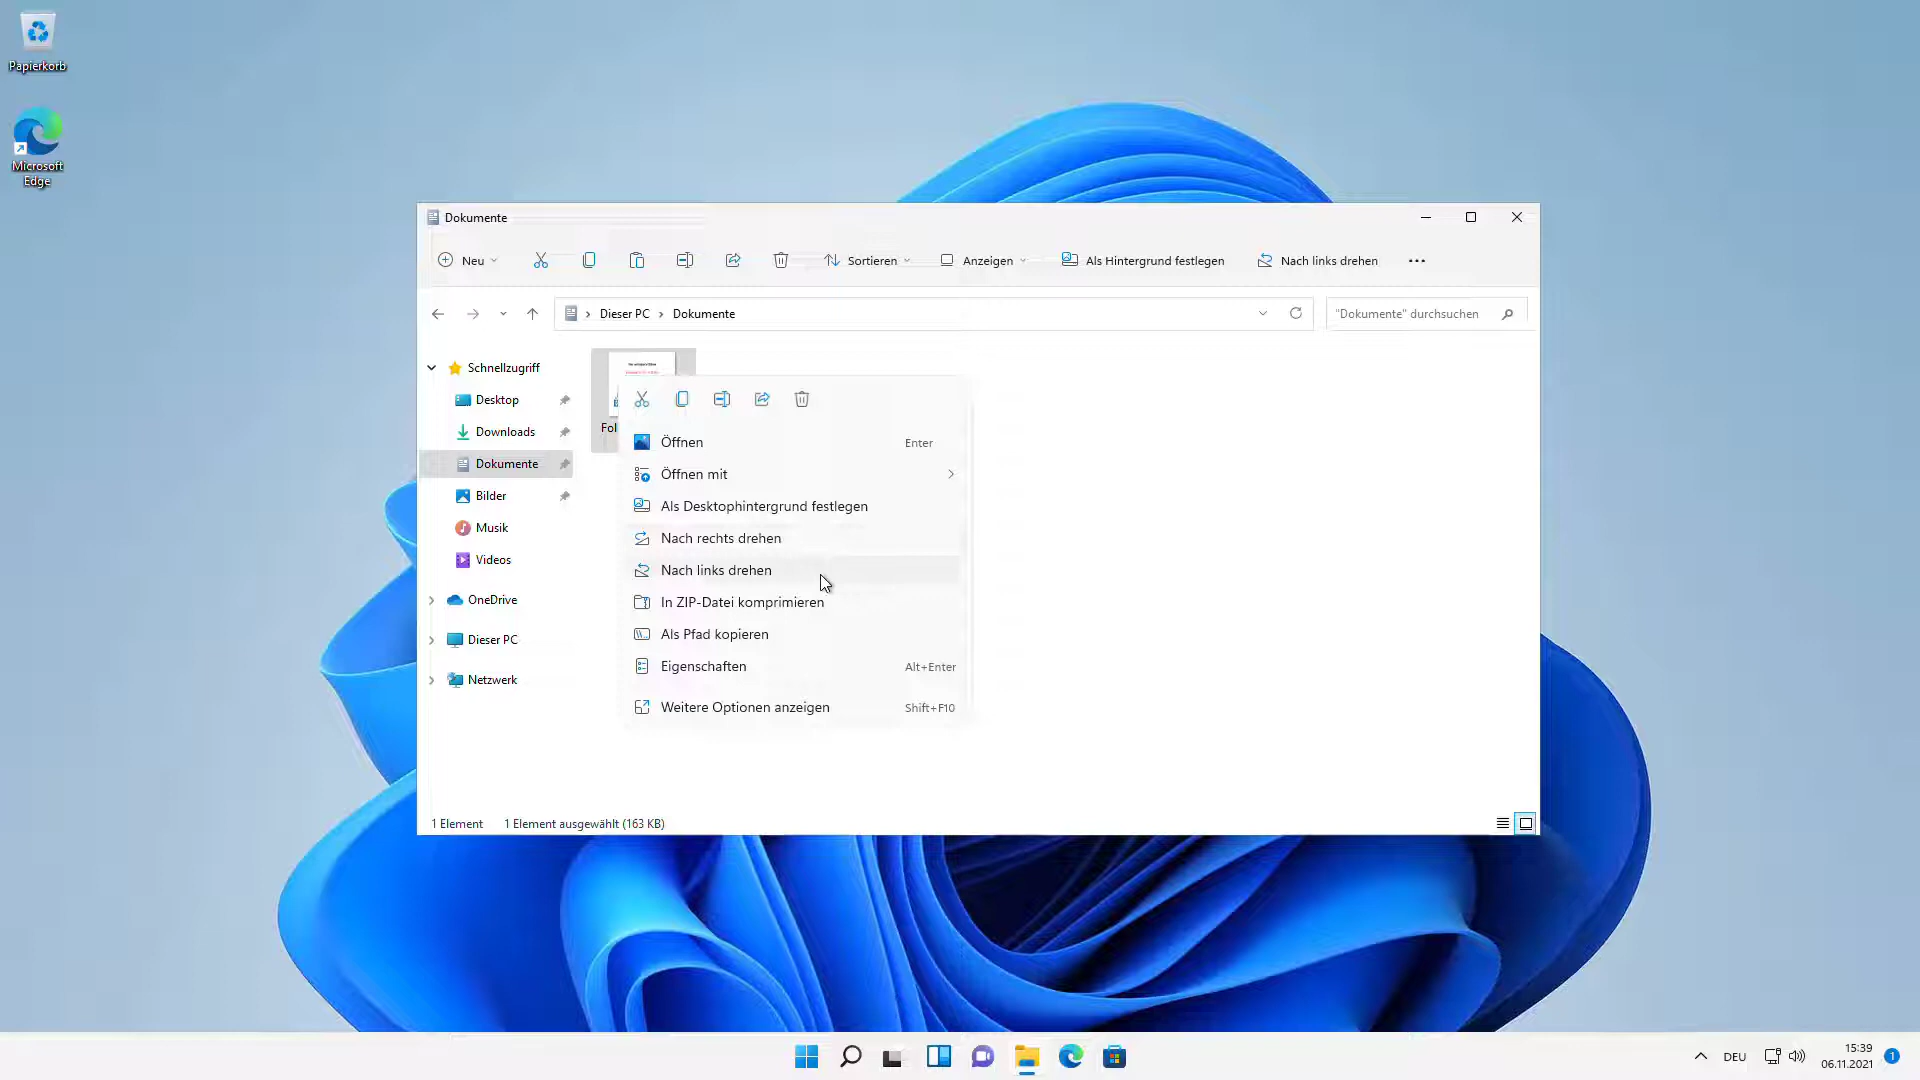 Papierkorb
Microsoft
Edge
Dokumente
Neu
Sortieren
Anzeigen
Als Hintergrund festlegen
Nach links drehen
Dieser PC
Dokumente
"Dokumente" durchsuchen
Schnellzugriff
Desktop
Downloads
Dokumente
Bilder
Musik
Videos
OneDrive
Dieser PC
Netzwerk
Fol
Öffnen Enter
Öffnen mit
Als Desktophintergrund festlegen
Nach rechts drehen
Nach links drehen
In ZIP-Datei komprimieren
Als Pfad kopieren
Eigenschaften Alt+Enter
Weitere Optionen anzeigen Shift+F10
1 Element 1 Element ausgewählt (163 KB)
DEU
15:39
06.11.2021
1